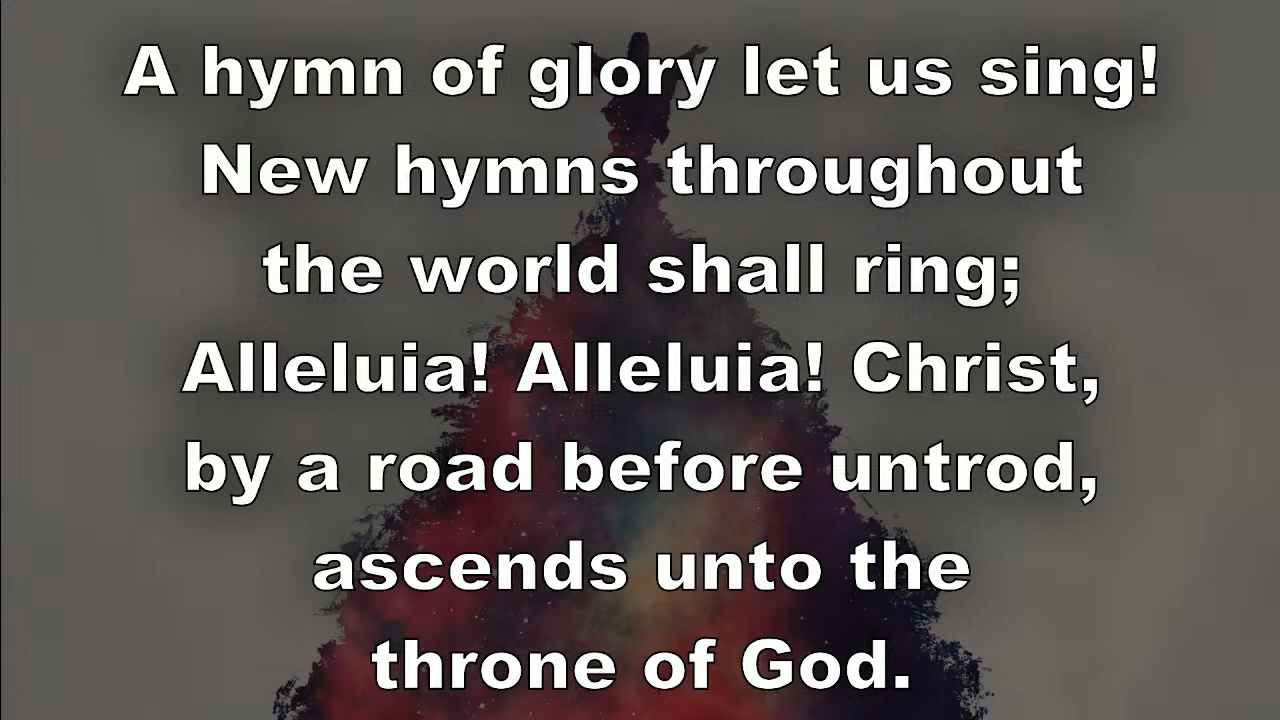 A hymn of glory let us sing!
New hymns throughout
the world shall ring;
Alleluia! Alleluia! Christ,
by a road before untrod,
ascends unto the
throne of God.